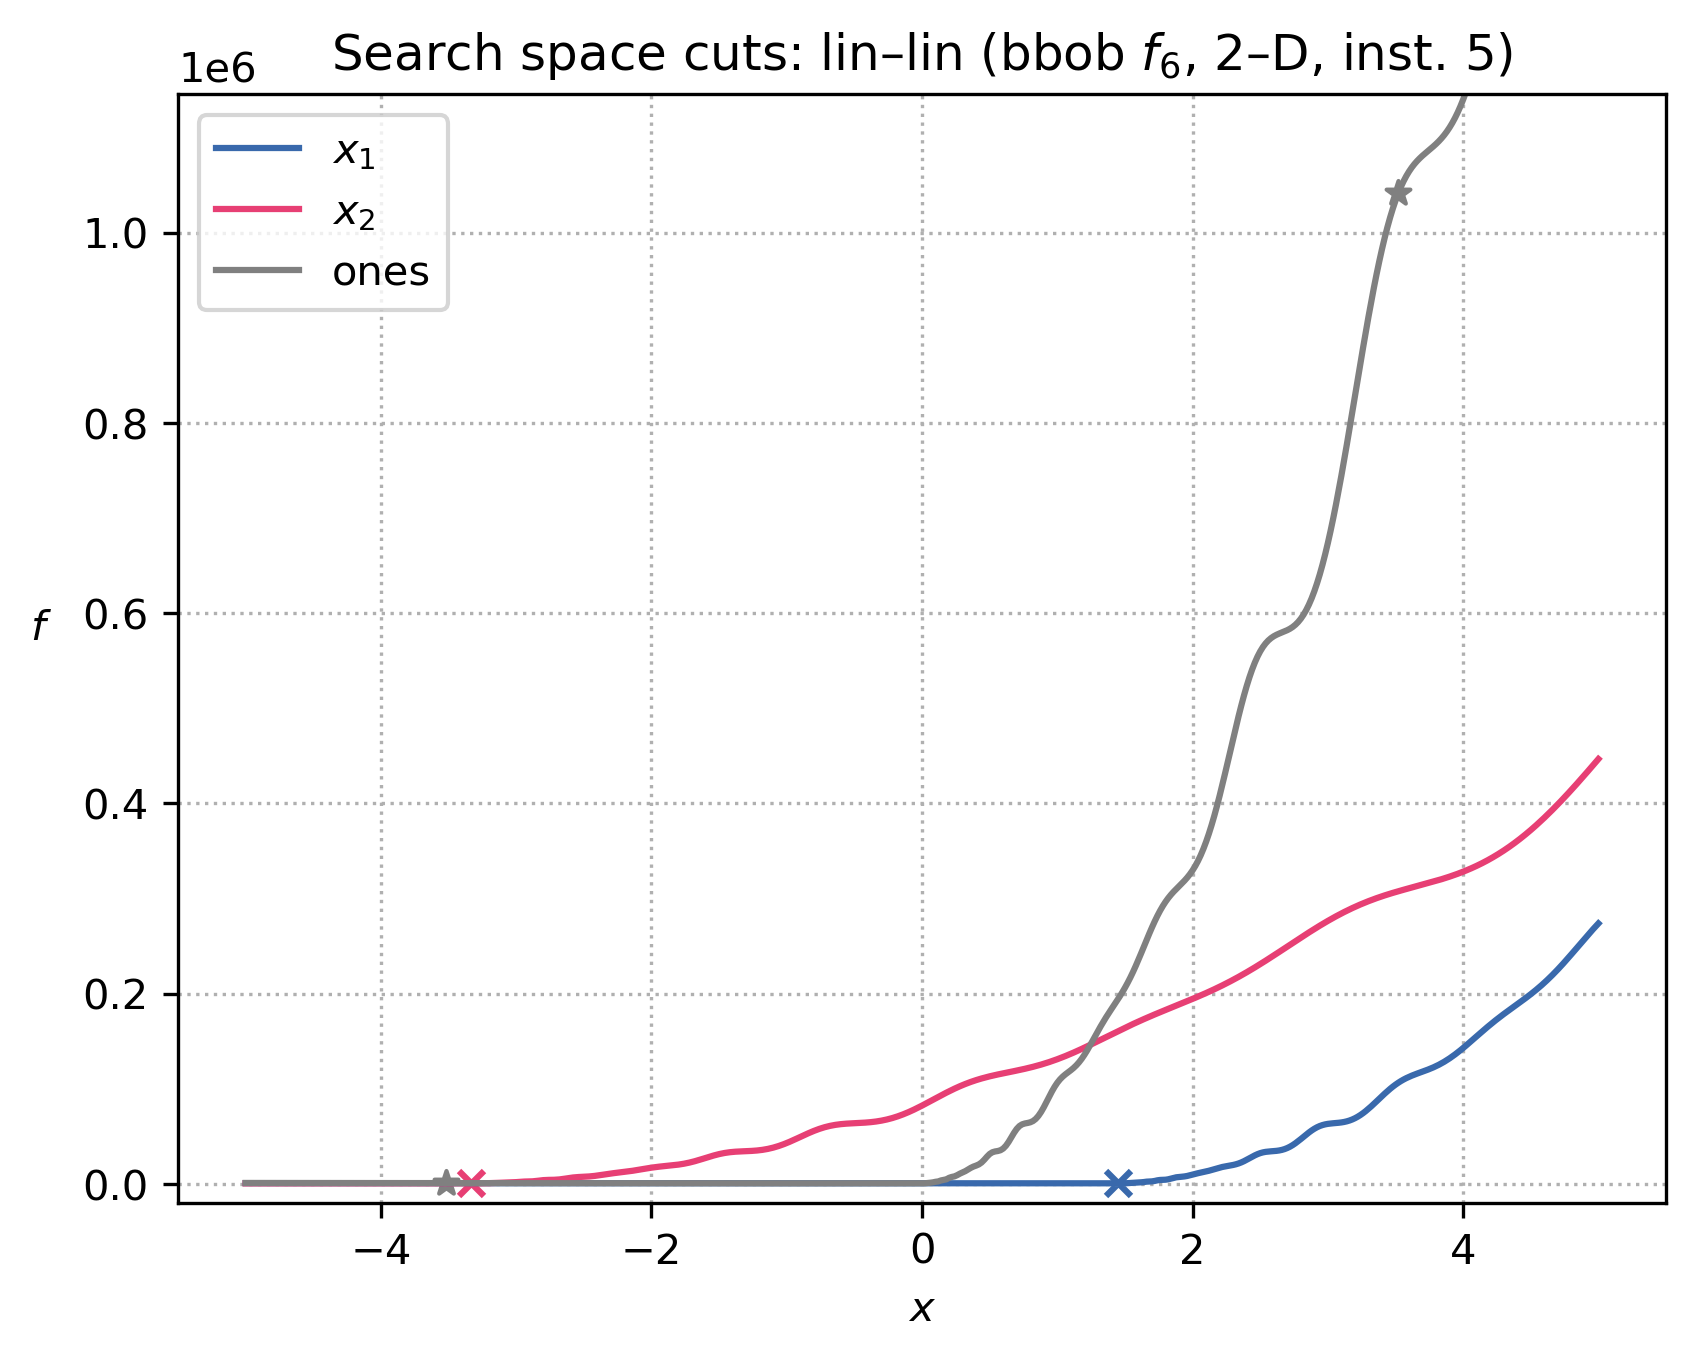 Search space cuts: lin–lin (bbob f₆, 2–D, inst. 5)
1e6
x₁
x₂
ones
1.0
0.8
0.6
0.4
0.2
0.0
f
−4 −2 0 2 4
x